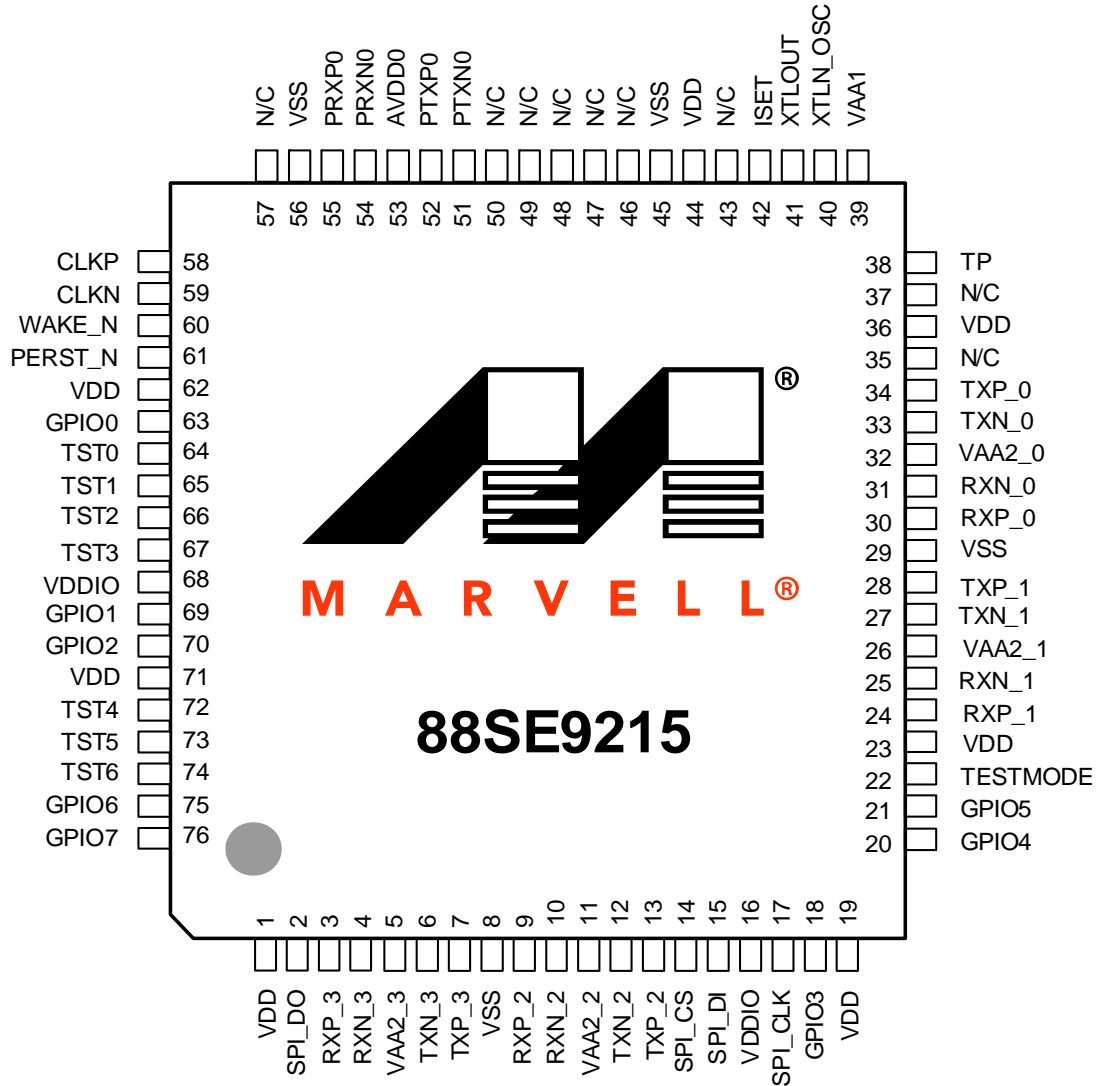 N/C VSS PRXP0 PRXN0 AVDD0 PTXP0 PTXN0 N/C N/C N/C N/C N/C VSS VDD N/C ISET XTLOUT XTLN_OSC VAA1
57 56 55 54 53 52 51 50 49 48 47 46 45 44 43 42 41 40 39
CLKP 58 38 TP
CLKN 59 37 N/C
WAKE_N 60 36 VDD
PERST_N 61 35 N/C
VDD 62 34 TXP_0
GPIO0 63 33 TXN_0
TST0 64 32 VAA2_0
TST1 65 31 RXN_0
TST2 66 30 RXP_0
TST3 67 29 VSS
VDDIO 68 28 TXP_1
GPIO1 69 27 TXN_1
GPIO2 70 26 VAA2_1
VDD 71 25 RXN_1
TST4 72 24 RXP_1
TST5 73 23 VDD
TST6 74 22 TESTMODE
GPIO6 75 21 GPIO5
GPIO7 76 20 GPIO4
®
MARVELL®
88SE9215
1 2 3 4 5 6 7 8 9 10 11 12 13 14 15 16 17 18 19
VDD SPI_DO RXP_3 RXN_3 VAA2_3 TXN_3 TXP_3 VSS RXP_2 RXN_2 VAA2_2 TXN_2 TXP_2 SPI_CS SPI_DI VDDIO SPI_CLK GPIO3 VDD